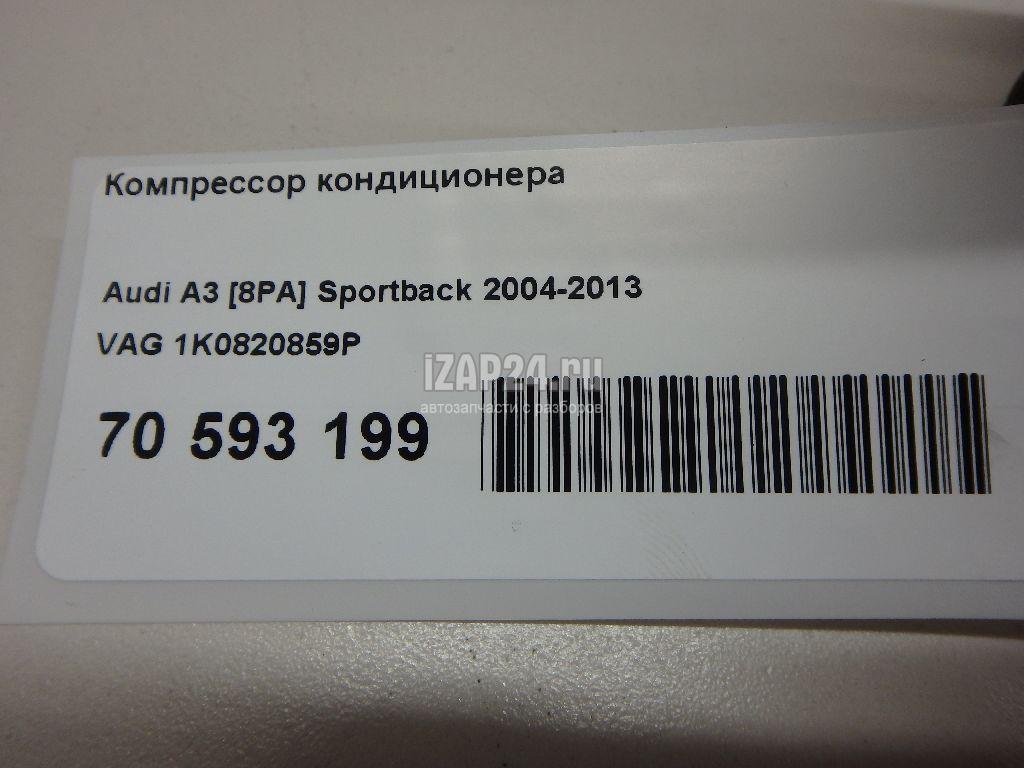 Компрессор кондиционера
Audi A3 [8PA] Sportback 2004-2013
VAG 1K0820859P
iZAP24.ru
автозапчасти с разборов
70 593 199